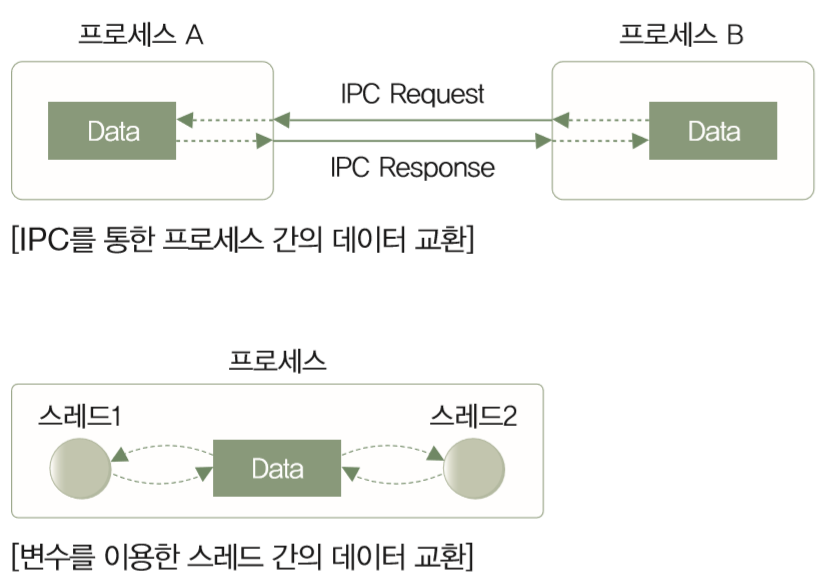 프로세스 A
프로세스 B
Data
IPC Request
IPC Response
Data
[IPC를 통한 프로세스 간의 데이터 교환]
프로세스
스레드1
스레드2
Data
[변수를 이용한 스레드 간의 데이터 교환]